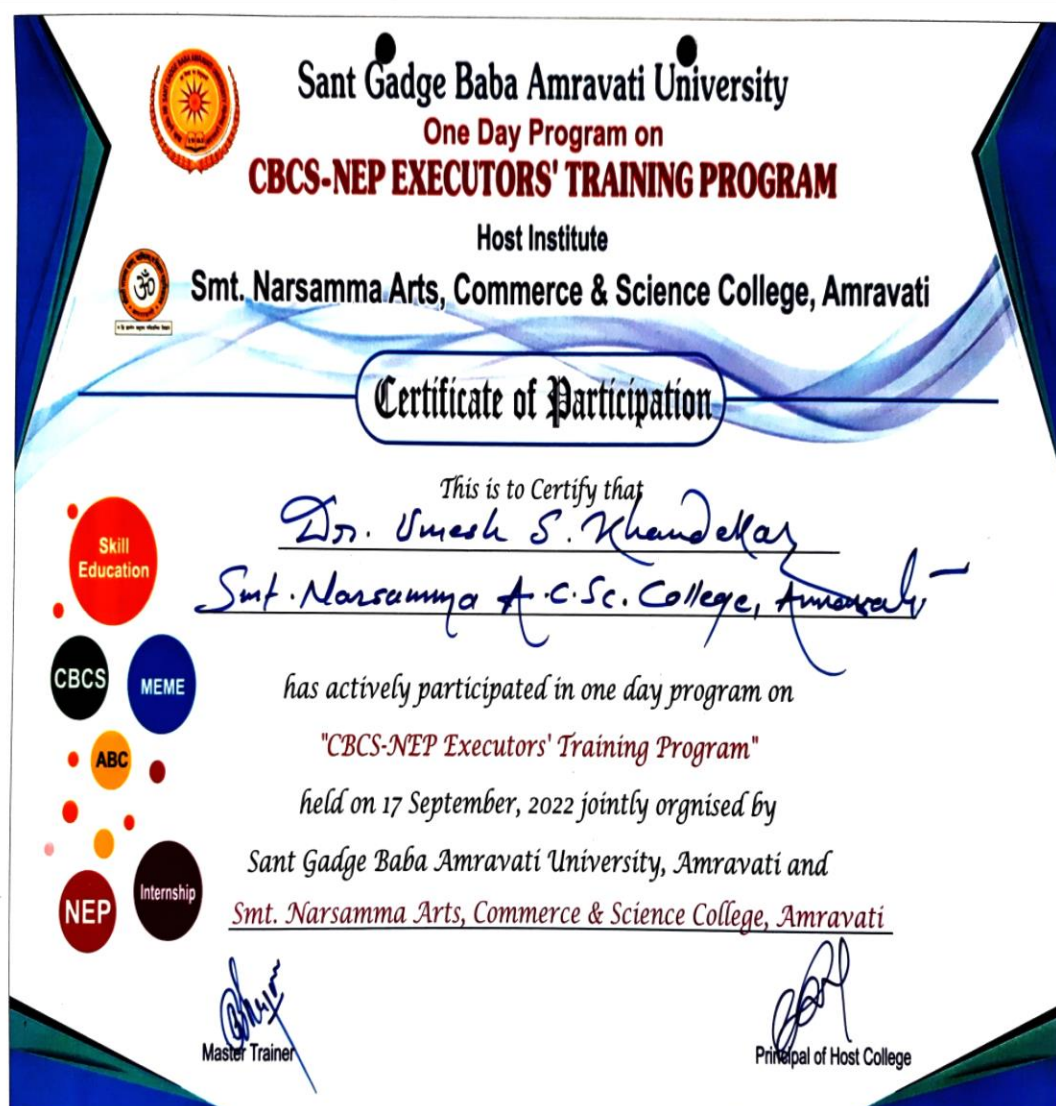 Sant Gadge Baba Amravati University
One Day Program on
CBCS-NEP EXECUTORS' TRAINING PROGRAM
Host Institute
Smt. Narsamma Arts, Commerce & Science College, Amravati
Certificate of Participation
This is to Certify that
Dr. Umesh S. Khandekar
Smt. Narsamma A.C.Sc. College, Amravati
Skill
Education
CBCS
MEME
ABC
NEP
Internship
has actively participated in one day program on
"CBCS-NEP Executors' Training Program"
held on 17 September, 2022 jointly orgnised by
Sant Gadge Baba Amravati University, Amravati and
Smt. Narsamma Arts, Commerce & Science College, Amravati
Master Trainer
Principal of Host College